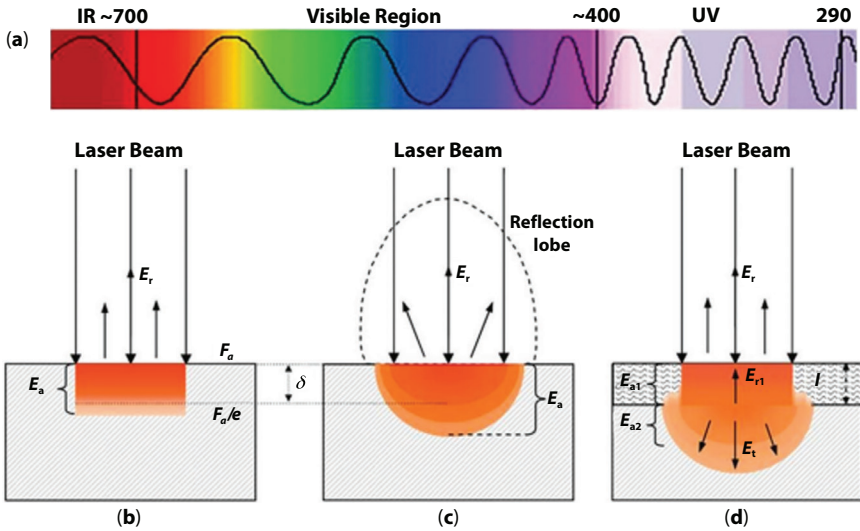 IR ~700 Visible Region ~400 UV 290
(a)
Laser Beam Laser Beam Laser Beam
Reflection
lobe
Er Er Er
Fa
Ea δ Ea Ea1 Er1 l
Fa/e
Ea2
Et
(b) (c) (d)